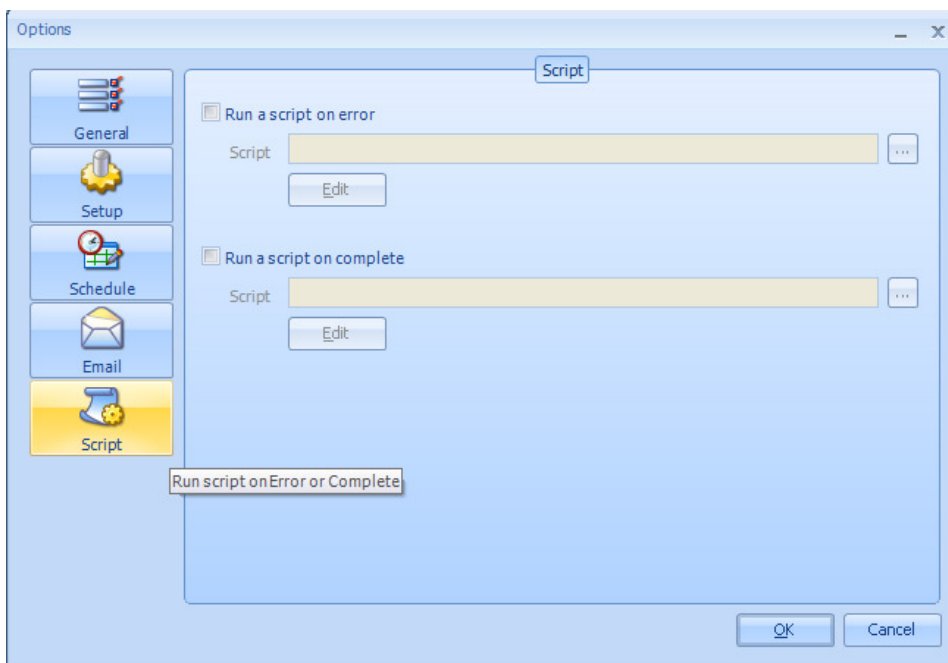 Options
General
Setup
Schedule
Email
Script
Script
Run a script on error
Script
...
Edit
Run a script on complete
Script
...
Edit
Run script on Error or Complete
OK
Cancel